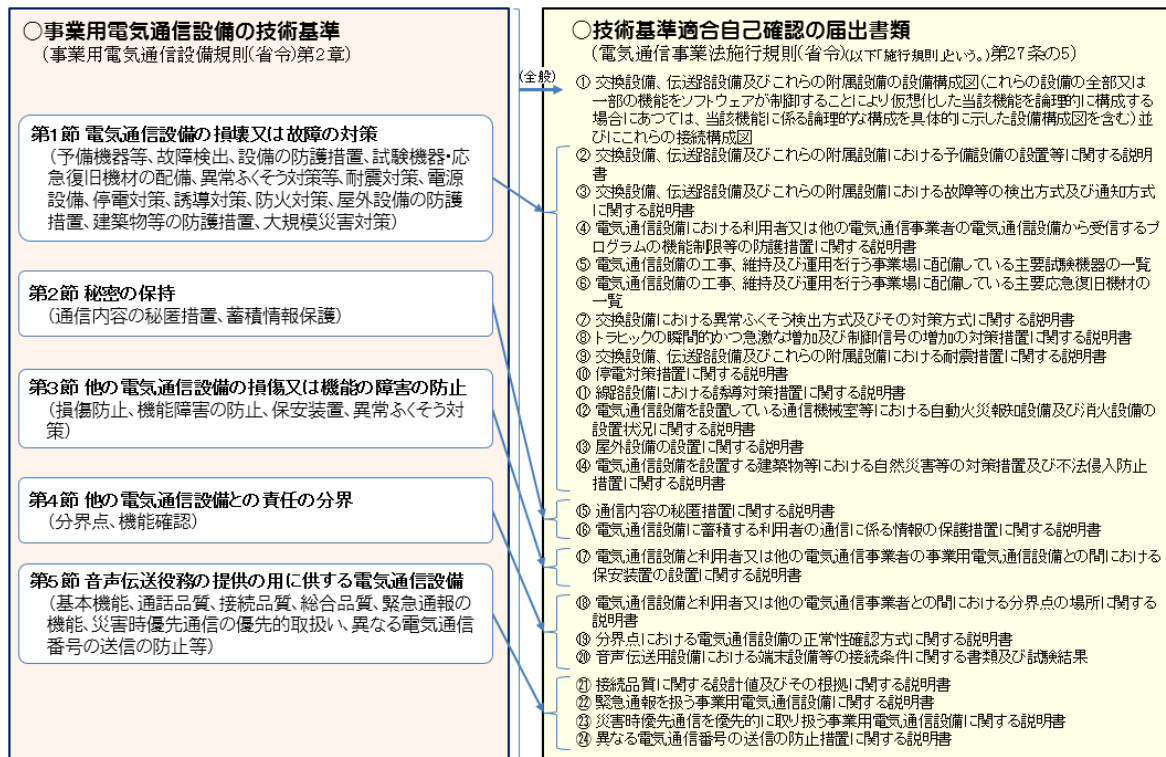 ○事業用電気通信設備の技術基準
(事業用電気通信設備規則(省令)第2章)
第1節 電気通信設備の損壊又は故障の対策
(予備機器等、故障検出、設備の防護措置、試験機器・応
急復旧機材の配備、異常ふくそう対策等、耐震対策、電源
設備、停電対策、誘導対策、防火対策、屋外設備の防護
措置、建築物等の防護措置、大規模災害対策)
第2節 秘密の保持
(通信内容の秘匿措置、蓄積情報保護)
第3節 他の電気通信設備の損傷又は機能の障害の防止
(損傷防止、機能障害の防止、保安装置、異常ふくそう対
策)
第4節 他の電気通信設備との責任の分界
(分界点、機能確認)
第5節 音声伝送役務の提供の用に供する電気通信設備
(基本機能、通話品質、接続品質、総合品質、緊急通報の
機能、災害時優先通信の優先的取扱い、異なる電気通信
番号の送信の防止等)
(全般)
○技術基準適合自己確認の届出書類
(電気通信事業法施行規則(省令)(以下「施行規則」という。)第27条の5)
① 交換設備、伝送路設備及びこれらの附属設備の設備構成図(これらの設備の全部又は
一部の機能をソフトウェアが制御することにより仮想化した当該機能を論理的に構成する
場合にあつては、当該機能に係る論理的な構成を具体的に示した設備構成図を含む)並
びにこれらの接続構成図
② 交換設備、伝送路設備及びこれらの附属設備における予備設備の設置等に関する説明
書
③ 交換設備、伝送路設備及びこれらの附属設備における故障等の検出方式及び通知方式
に関する説明書
④ 電気通信設備における利用者又は他の電気通信事業者の電気通信設備から受信するプ
ログラムの機能制限等の防護措置に関する説明書
⑤ 電気通信設備の工事、維持及び運用を行う事業場に配備している主要試験機器の一覧
⑥ 電気通信設備の工事、維持及び運用を行う事業場に配備している主要応急復旧機材の
一覧
⑦ 交換設備における異常ふくそう検出方式及びその対策方式に関する説明書
⑧ トラヒックの瞬間的かつ急激な増加及び制御信号の増加の対策措置に関する説明書
⑨ 交換設備、伝送路設備及びこれらの附属設備における耐震措置に関する説明書
⑩ 停電対策措置に関する説明書
⑪ 線路設備における誘導対策措置に関する説明書
⑫ 電気通信設備を設置している通信機械室等における自動火災報知設備及び消火設備の
設置状況に関する説明書
⑬ 屋外設備の設置に関する説明書
⑭ 電気通信設備を設置する建築物等における自然災害等の対策措置及び不法侵入防止
措置に関する説明書
⑮ 通信内容の秘匿措置に関する説明書
⑯ 電気通信設備に蓄積する利用者の通信に係る情報の保護措置に関する説明書
⑰ 電気通信設備と利用者又は他の電気通信事業者の事業用電気通信設備との間における
保安装置の設置に関する説明書
⑱ 電気通信設備と利用者又は他の電気通信事業者との間における分界点の場所に関する
説明書
⑲ 分界点における電気通信設備の正常性確認方式に関する説明書
⑳ 音声伝送用設備における端末設備等の接続条件に関する書類及び試験結果
㉑ 接続品質に関する設計値及びその根拠に関する説明書
㉒ 緊急通報を扱う事業用電気通信設備に関する説明書
㉓ 災害時優先通信を優先的に取り扱う事業用電気通信設備に関する説明書
㉔ 異なる電気通信番号の送信の防止措置に関する説明書